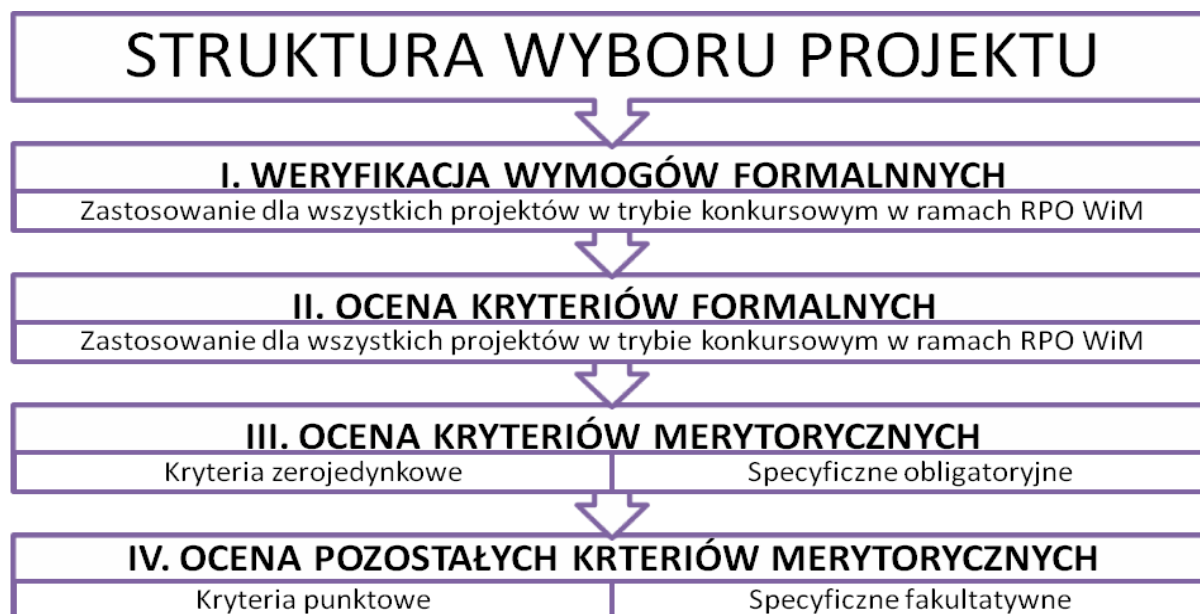 STRUKTURA WYBORU PROJEKTU
I. WERYFIKACJA WYMOGÓW FORMALNNYCH
Zastosowanie dla wszystkich projektów w trybie konkursowym w ramach RPO WiM
II. OCENA KRYTERIÓW FORMALNYCH
Zastosowanie dla wszystkich projektów w trybie konkursowym w ramach RPO WiM
III. OCENA KRYTERIÓW MERYTORYCZNYCH
Kryteria zerojedynkowe
Specyficzne obligatoryjne
IV. OCENA POZOSTAŁYCH KRTERIÓW MERYTORYCZNYCH
Kryteria punktowe
Specyficzne fakultatywne